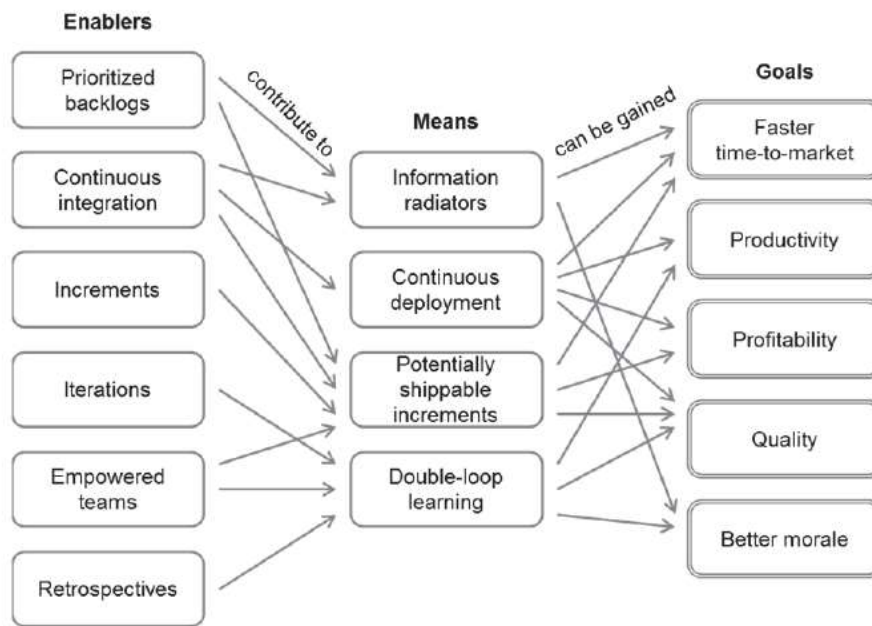 Enablers
Prioritized
backlogs
Continuous
integration
Increments
Iterations
Empowered
teams
Retrospectives
contribute to
Means
Information
radiators
Continuous
deployment
Potentially
shippable
increments
Double-loop
learning
can be gained
Goals
Faster
time-to-market
Productivity
Profitability
Quality
Better morale